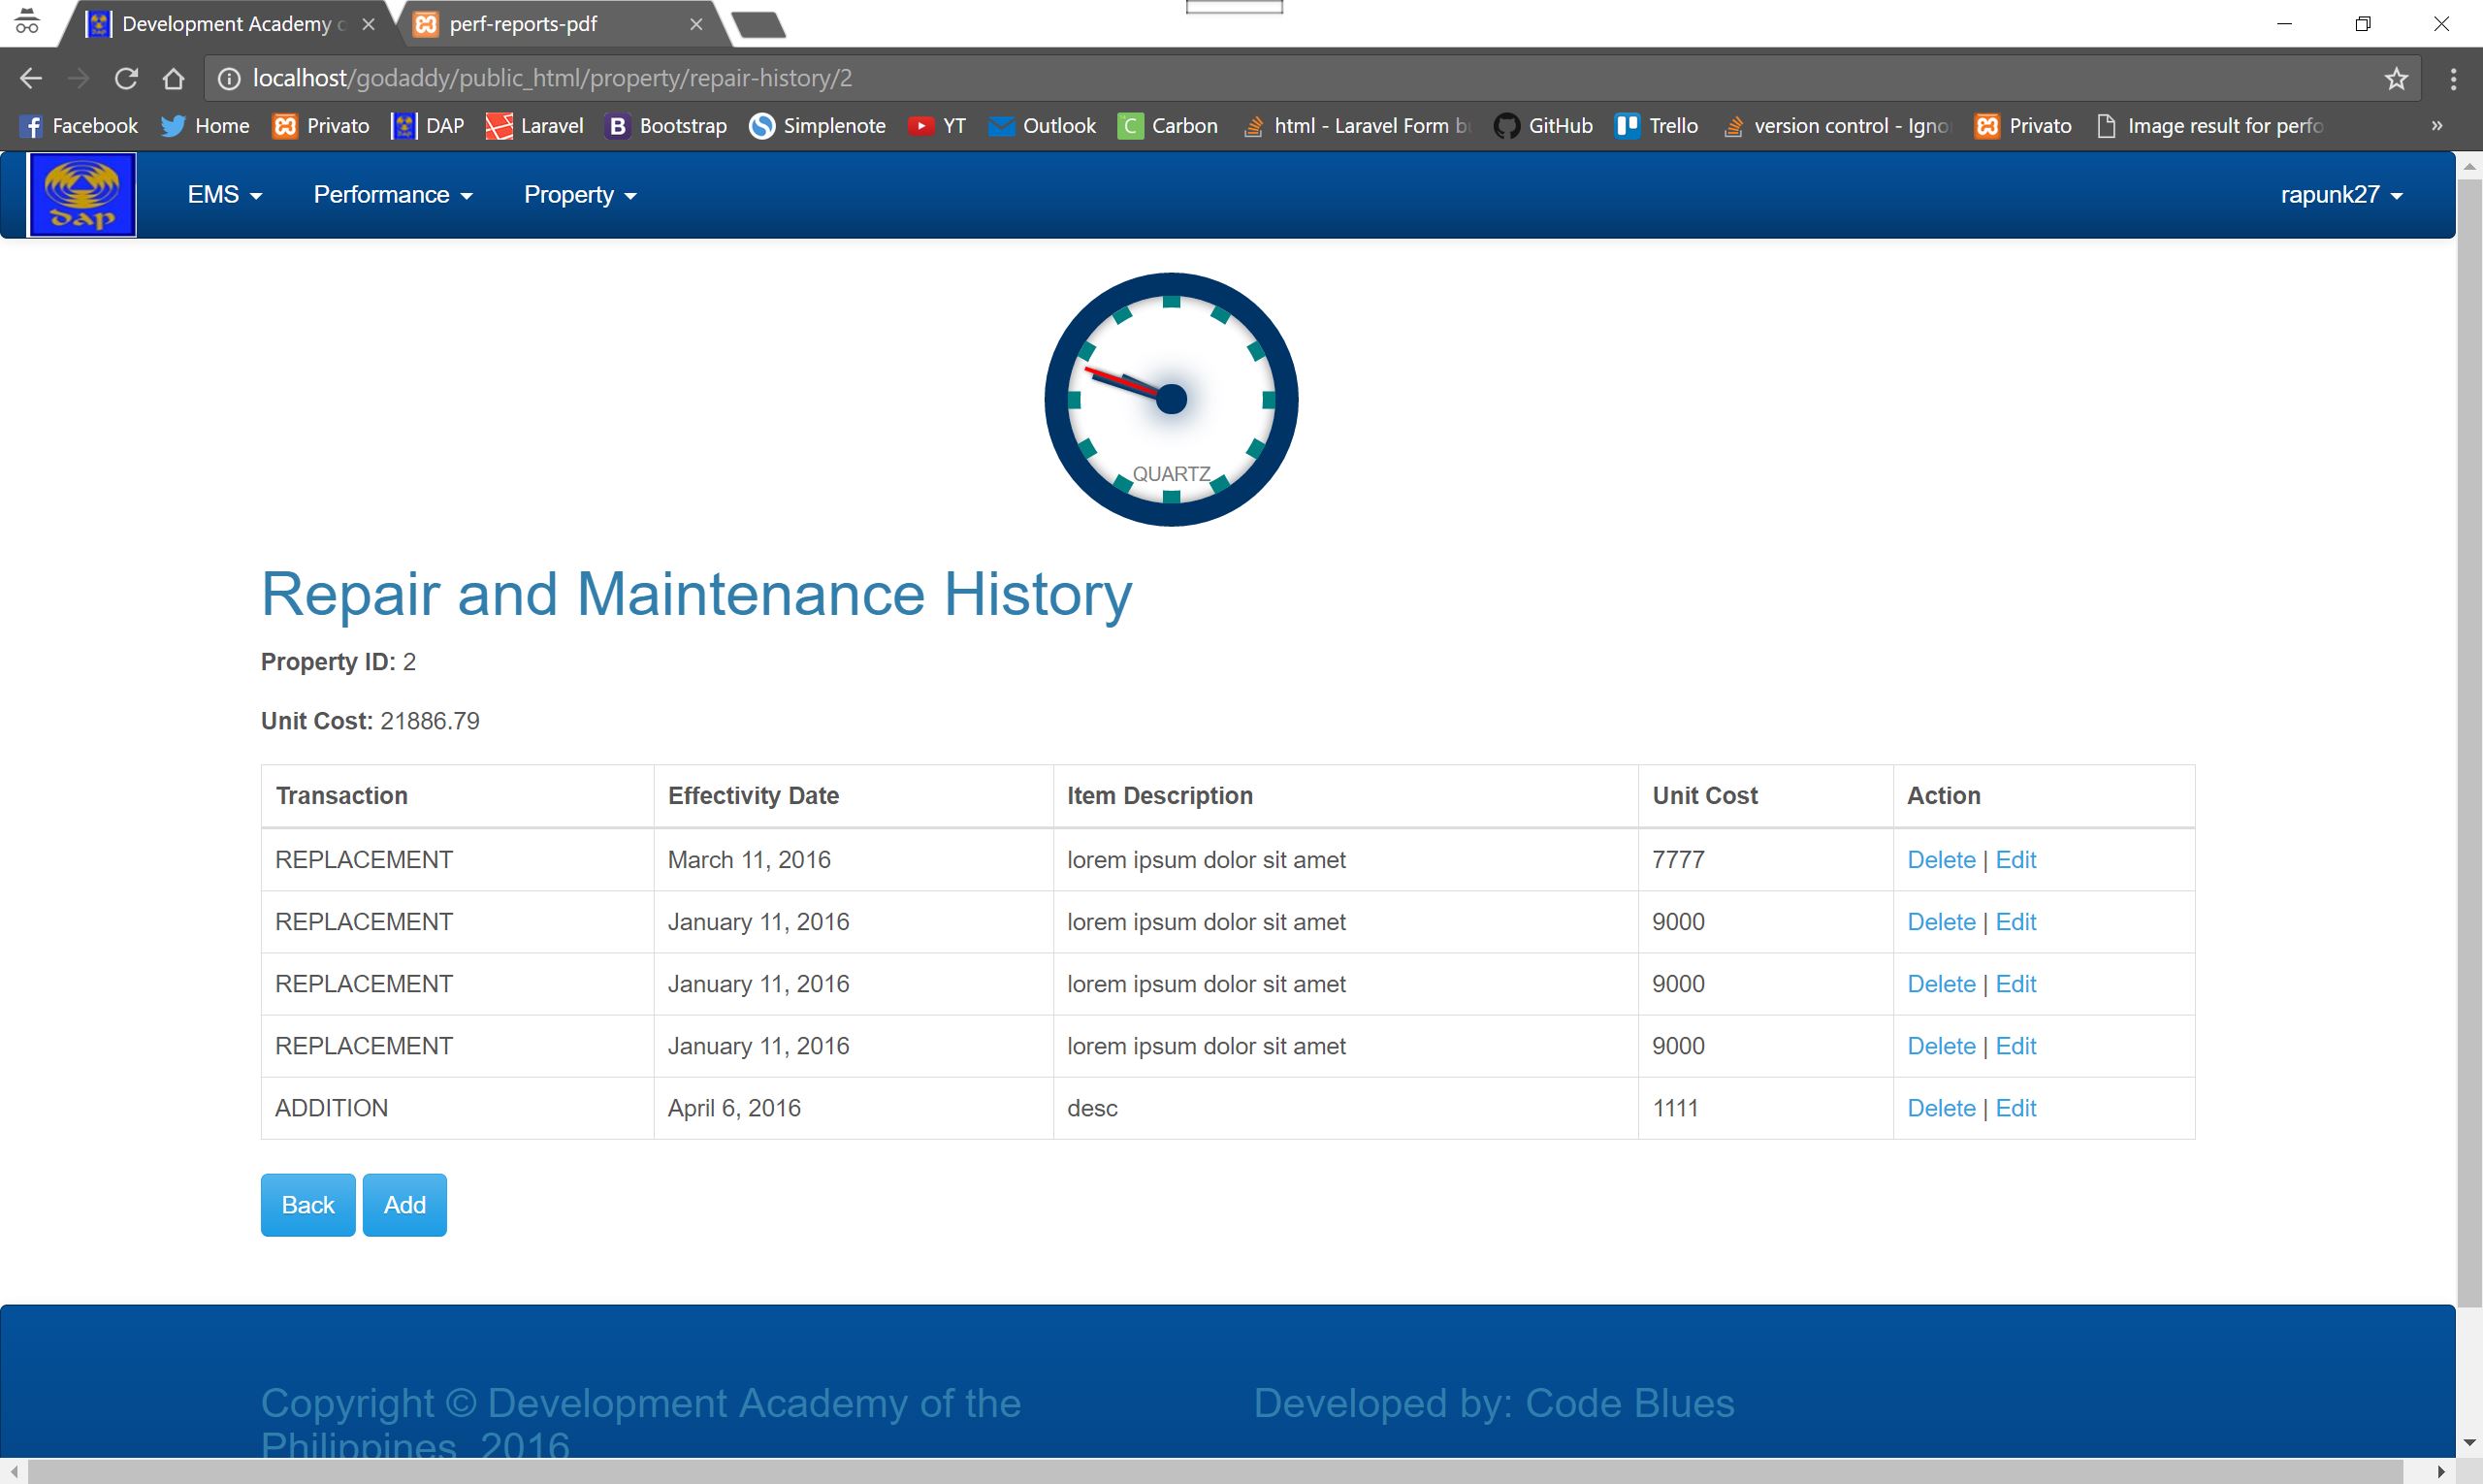 Development Academy o perf-reports-pdf
localhost/godaddy/public_html/property/repair-history/2
Facebook Home Privato DAP Laravel Bootstrap Simplenote YT Outlook Carbon html - Laravel Form bu GitHub Trello version control - Igno Privato Image result for perfo »
dap EMS Performance Property rapunk27
QUARTZ
Repair and Maintenance History
Property ID: 2
Unit Cost: 21886.79
Transaction Effectivity Date Item Description Unit Cost Action
REPLACEMENT March 11, 2016 lorem ipsum dolor sit amet 7777 Delete | Edit
REPLACEMENT January 11, 2016 lorem ipsum dolor sit amet 9000 Delete | Edit
REPLACEMENT January 11, 2016 lorem ipsum dolor sit amet 9000 Delete | Edit
REPLACEMENT January 11, 2016 lorem ipsum dolor sit amet 9000 Delete | Edit
ADDITION April 6, 2016 desc 1111 Delete | Edit
Back Add
Copyright © Development Academy of the Developed by: Code Blues
Philippines, 2016